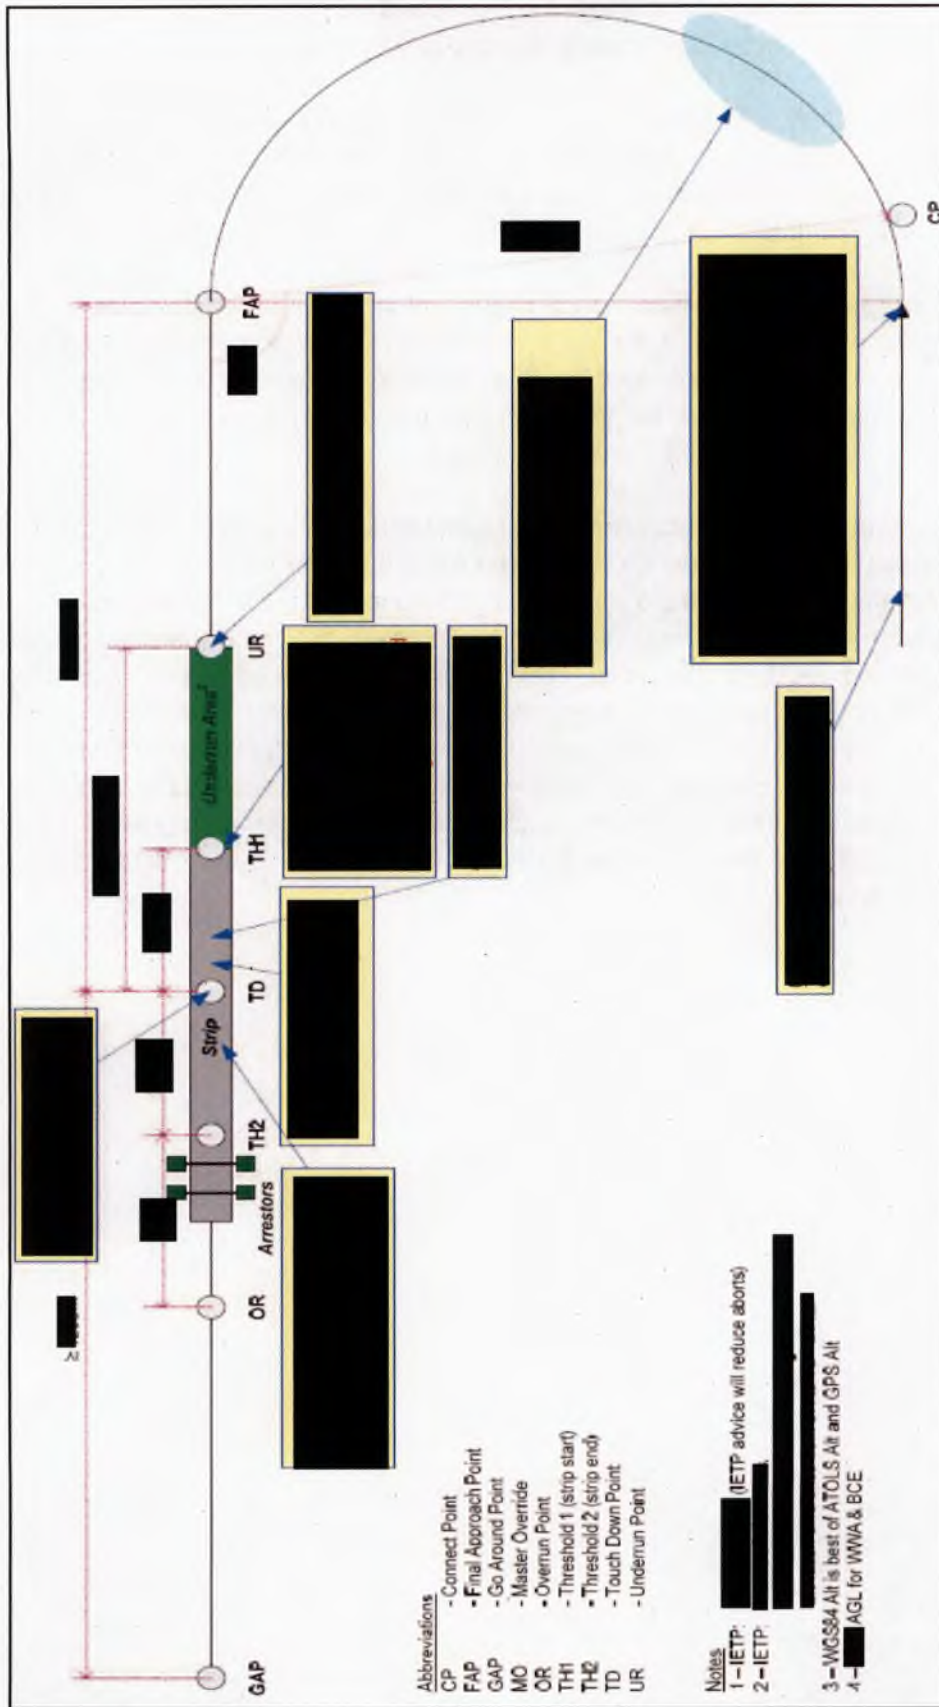 GAP
OR
Arrestors
TH2
Strip
TD
TH1
Underrun Area²
UR
FAP
CP
≥
Abbreviations
CP - Connect Point
FAP - Final Approach Point
GAP - Go Around Point
MO - Master Override
OR - Overrun Point
TH1 - Threshold 1 (strip start)
TH2 - Threshold 2 (strip end)
TD - Touch Down Point
UR - Underrun Point
Notes
1 – IETP: (IETP advice will reduce aborts)
2 – IETP:
3 – WGS84 Alt is best of ATOLS Alt and GPS Alt
4 – AGL for WWA & BCE